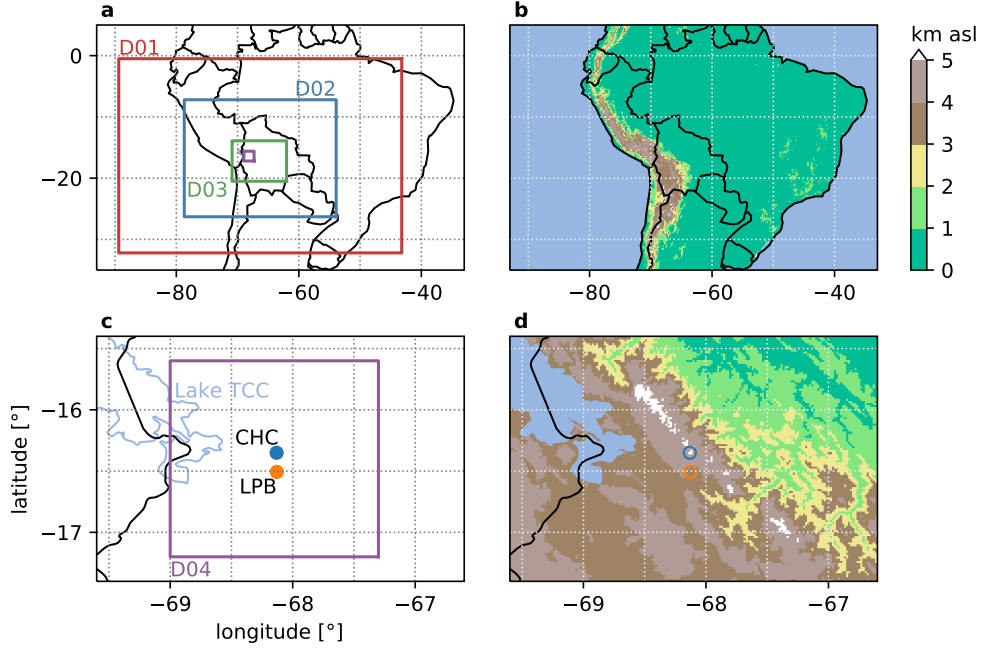 a
b
km asl
0
−20
D01
D02
D03
5
4
3
2
1
0
−80
−60
−40
−80
−60
−40
c
d
latitude [°]
−16
−17
Lake TCC
CHC
LPB
D04
−69
−68
−67
−69
−68
−67
longitude [°]